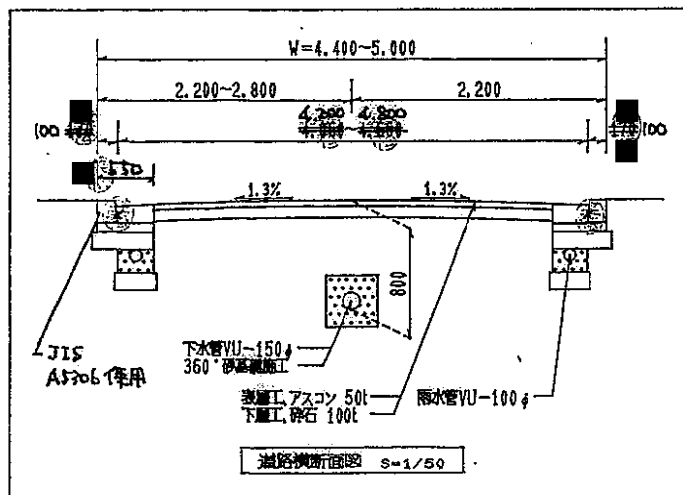 W=4.400~5.000
2.200~2.800
2.200
4.200 4.800
100
100
550
1.3%
1.3%
800
JIS
A5306使用
下水管VU-150φ
360°砂基礎施工
表層工,アスコン 50t
下層工,砕石 100t
雨水管VU-100φ
道路横断面図 S=1/50